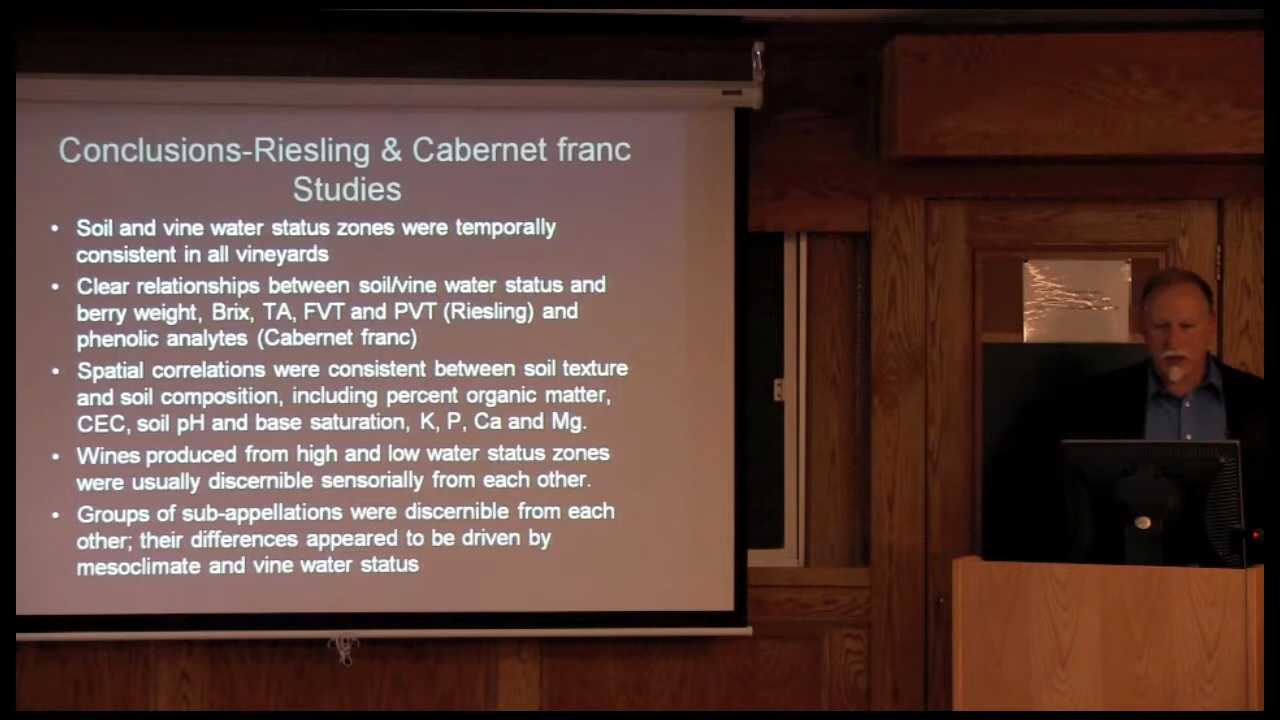 Conclusions-Riesling & Cabernet franc
Studies
• Soil and vine water status zones were temporally
consistent in all vineyards
• Clear relationships between soil/vine water status and
berry weight, Brix, TA, FVT and PVT (Riesling) and
phenolic analytes (Cabernet franc)
• Spatial correlations were consistent between soil texture
and soil composition, including percent organic matter,
CEC, soil pH and base saturation, K, P, Ca and Mg.
• Wines produced from high and low water status zones
were usually discernible sensorially from each other.
• Groups of sub-appellations were discernible from each
other; their differences appeared to be driven by
mesoclimate and vine water status